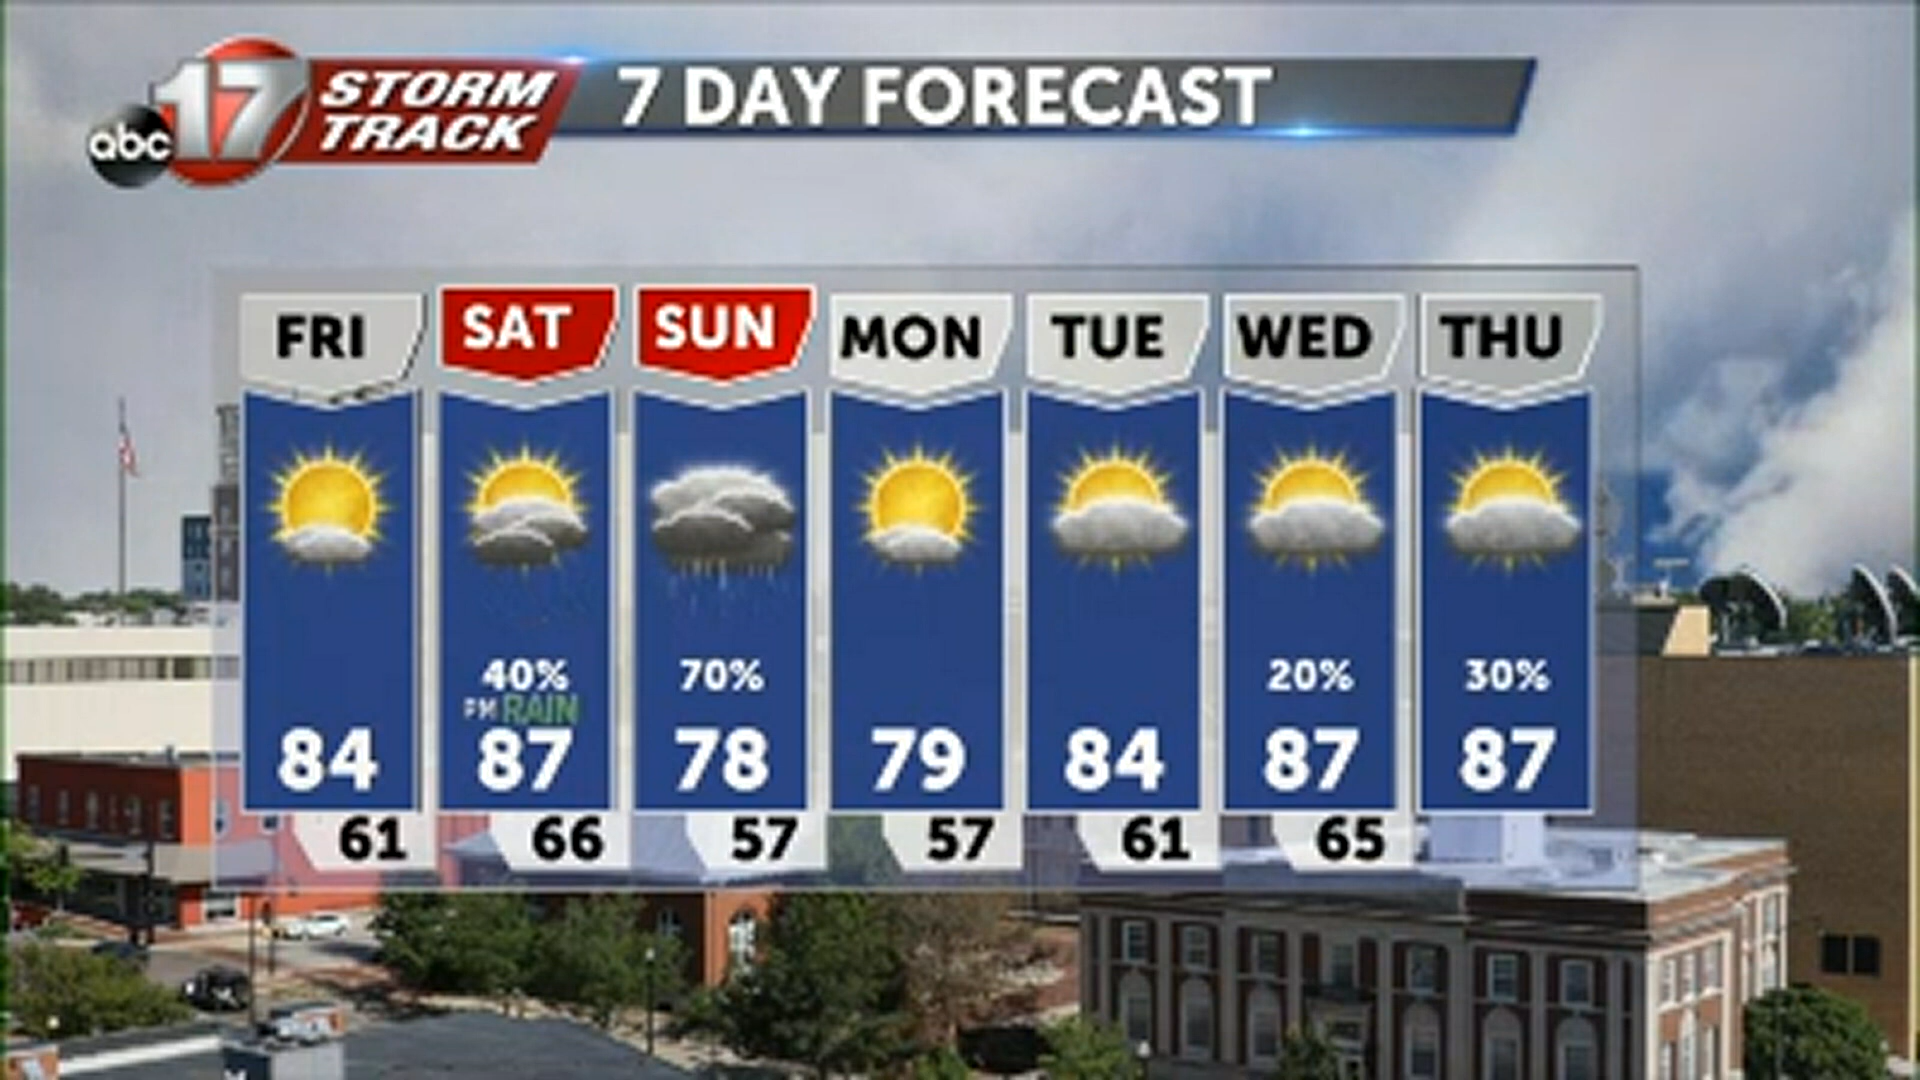 abc 17 STORM TRACK
7 DAY FORECAST
FRI SAT SUN MON TUE WED THU
40% 70% 20% 30%
PM RAIN
84 87 78 79 84 87 87
61 66 57 57 61 65